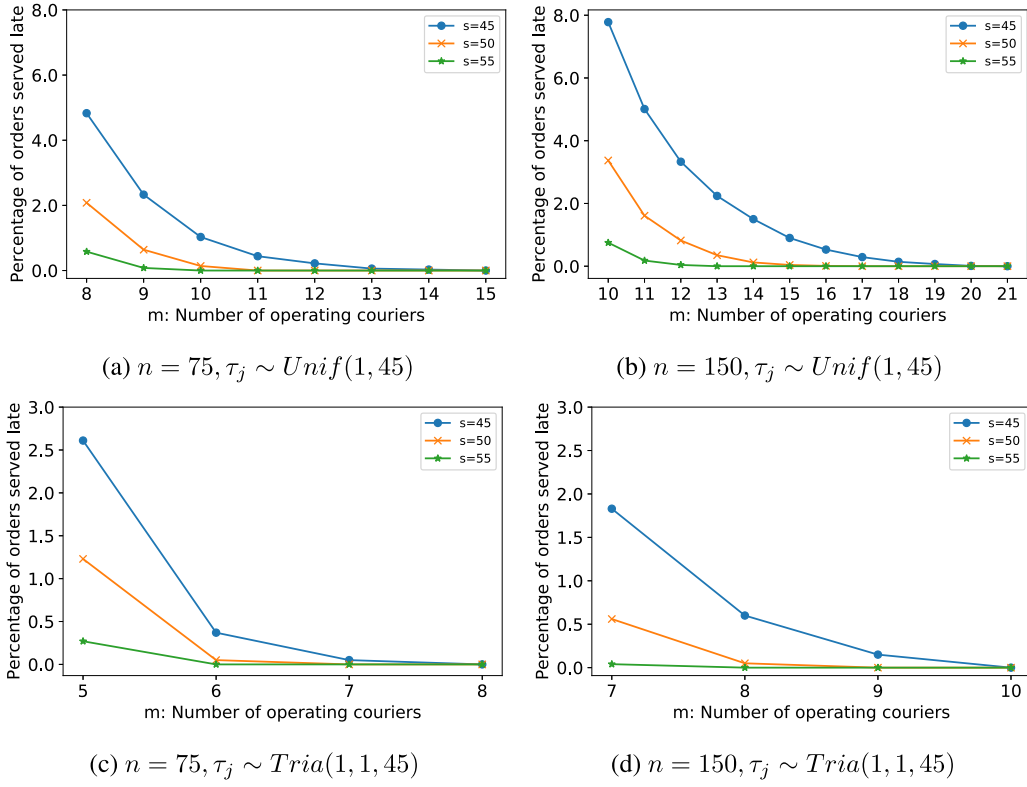 8.0
6.0
4.0
2.0
0.0
Percentage of orders served late
s=45
s=50
s=55
8 9 10 11 12 13 14 15
m: Number of operating couriers
(a) n = 75, τj ∼ Unif(1, 45)
8.0
6.0
4.0
2.0
0.0
Percentage of orders served late
s=45
s=50
s=55
10 11 12 13 14 15 16 17 18 19 20 21
m: Number of operating couriers
(b) n = 150, τj ∼ Unif(1, 45)
3.0
2.5
2.0
1.5
1.0
0.5
0.0
Percentage of orders served late
s=45
s=50
s=55
5 6 7 8
m: Number of operating couriers
(c) n = 75, τj ∼ Tria(1, 1, 45)
3.0
2.5
2.0
1.5
1.0
0.5
0.0
Percentage of orders served late
s=45
s=50
s=55
7 8 9 10
m: Number of operating couriers
(d) n = 150, τj ∼ Tria(1, 1, 45)